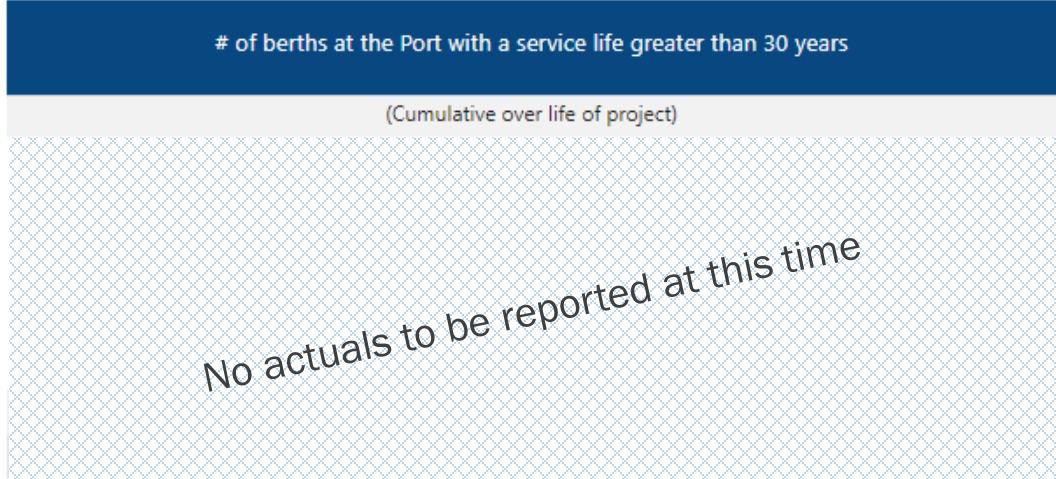 # of berths at the Port with a service life greater than 30 years
(Cumulative over life of project)
No actuals to be reported at this time